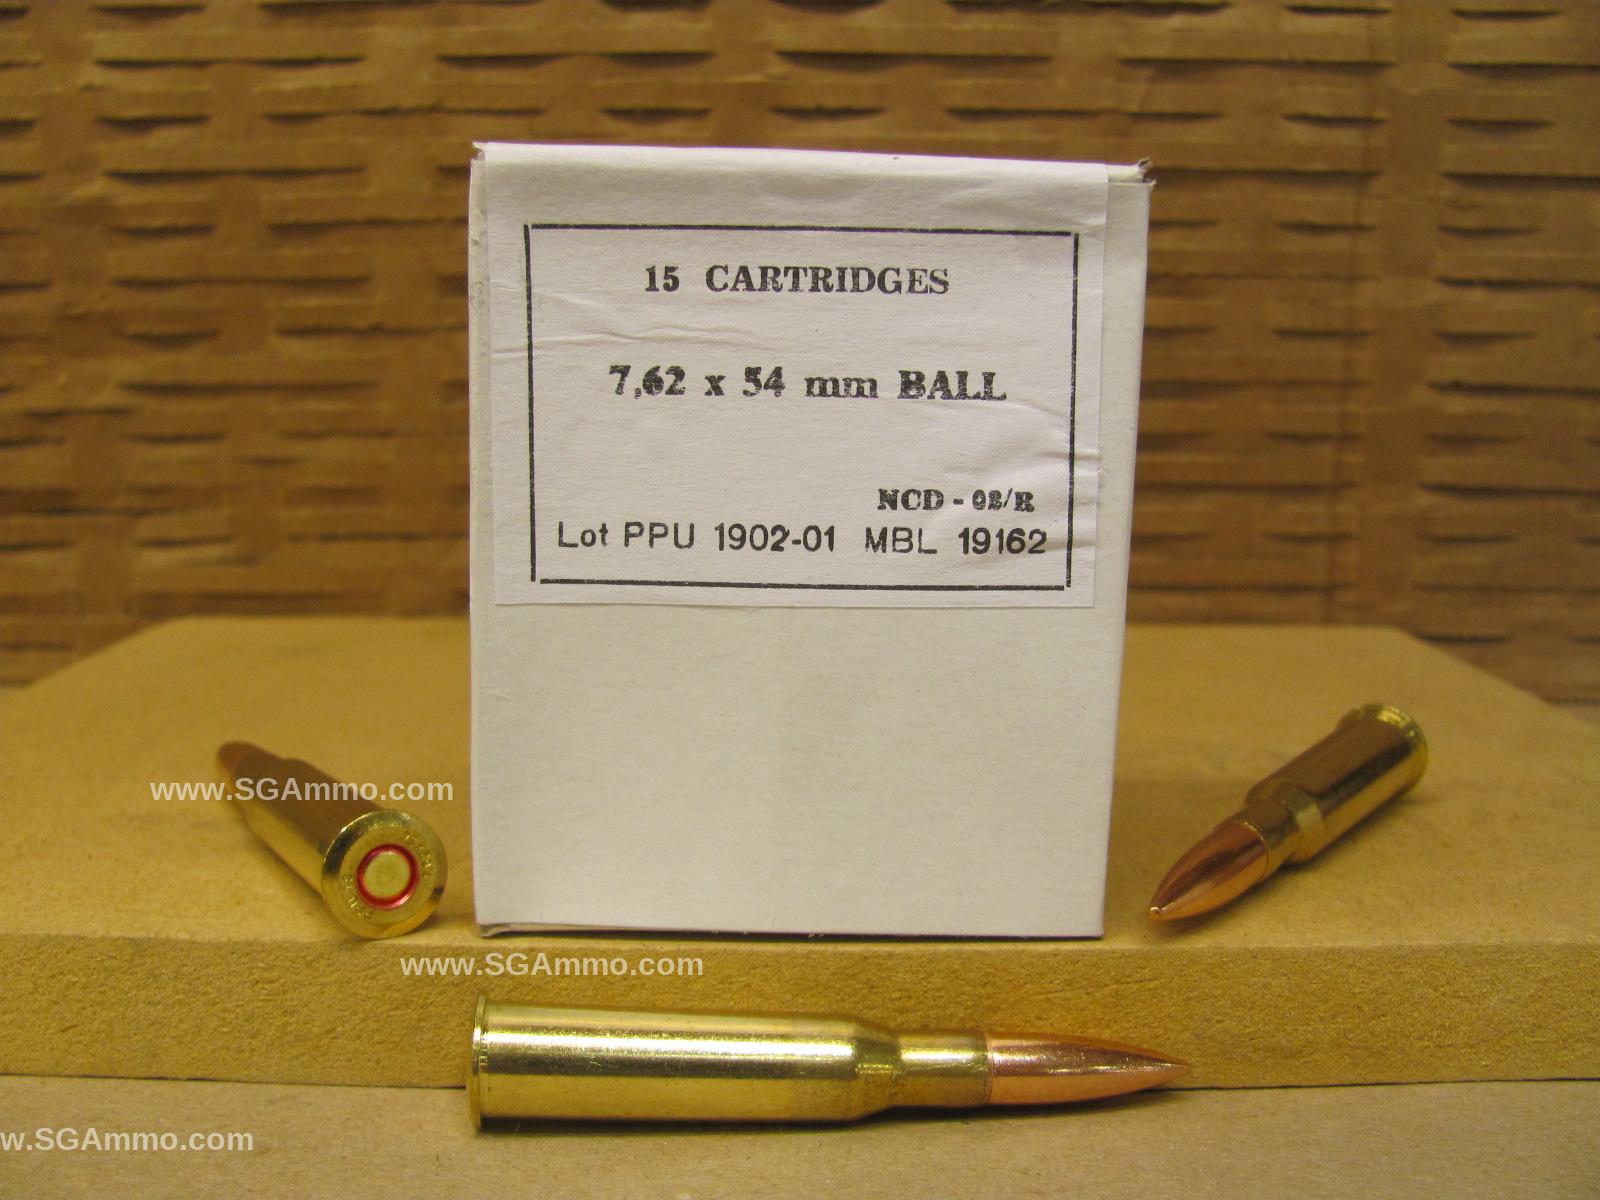 15 CARTRIDGES
7,62 x 54 mm BALL
NCD - 02/R
Lot PPU 1902-01 MBL 19162
www.SGAmmo.com
www.SGAmmo.com
w.SGAmmo.com